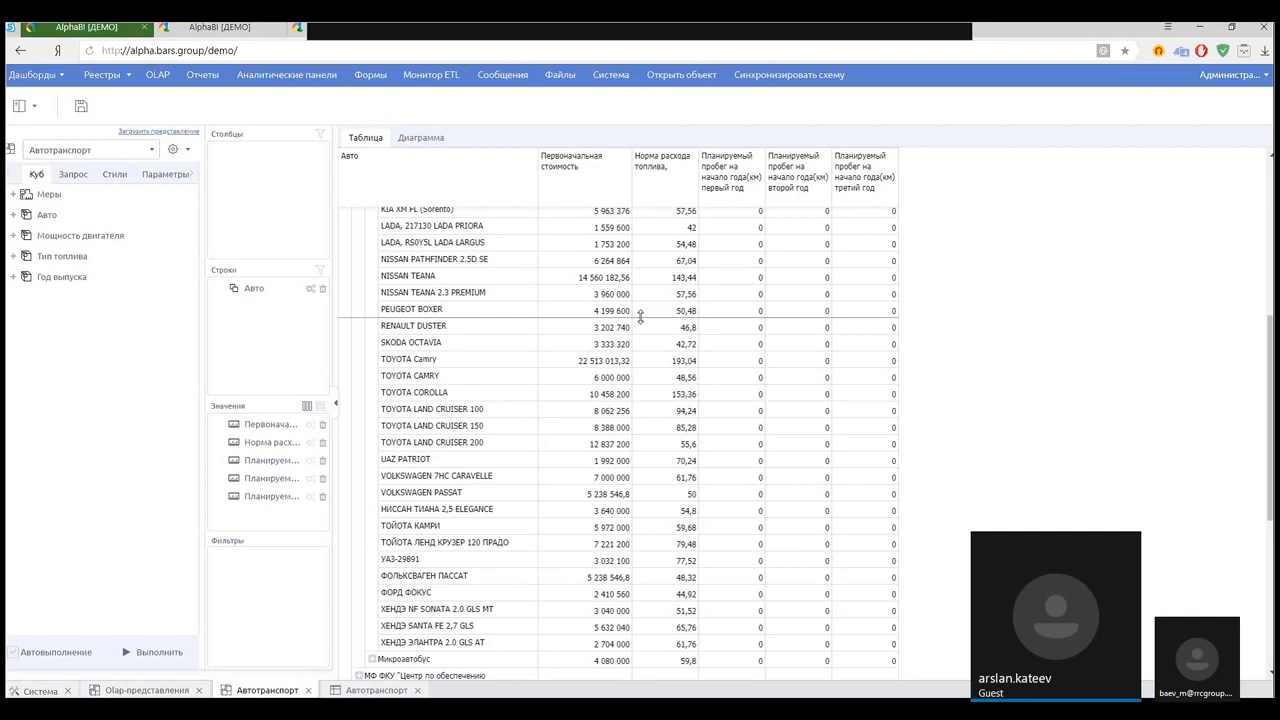 AlphaBI [ДЕМО] AlphaBI [ДЕМО]
http://alpha.bars.group/demo/
Дашборды Реестры OLAP Отчеты Аналитические панели Формы Монитор ETL Сообщения Файлы Система Открыть объект Синхронизировать схему Администра...
Загрузить представление
Автотранспорт
Куб Запрос Стили Параметры
Меры
Авто
Мощность двигателя
Тип топлива
Год выпуска
Автовыполнение Выполнить
Столбцы
Строки
Авто
Значения
Первонача...
Норма расх...
Планируем...
Планируем...
Планируем...
Фильтры
Таблица Диаграмма
Авто
Первоначальная
стоимость
Норма расхода
топлива,
Планируемый
пробег на
начало года(км)
первый год
Планируемый
пробег на
начало года(км)
второй год
Планируемый
пробег на
начало года(км)
третий год
KIA XM FL (Sorento) 5 963 376 57,56 0 0 0
LADA, 217130 LADA PRIORA 1 559 600 42 0 0 0
LADA, RS0Y5L LADA LARGUS 1 753 200 54,48 0 0 0
NISSAN PATHFINDER 2.5D SE 6 264 864 67,04 0 0 0
NISSAN TEANA 14 560 182,56 143,44 0 0 0
NISSAN TEANA 2.3 PREMIUM 3 960 000 57,56 0 0 0
PEUGEOT BOXER 4 199 600 50,48 0 0 0
RENAULT DUSTER 3 202 740 46,8 0 0 0
SKODA OCTAVIA 3 333 320 42,72 0 0 0
TOYOTA Camry 22 513 013,32 193,04 0 0 0
TOYOTA CAMRY 6 000 000 48,56 0 0 0
TOYOTA COROLLA 10 458 200 153,36 0 0 0
TOYOTA LAND CRUISER 100 8 062 256 94,24 0 0 0
TOYOTA LAND CRUISER 150 8 388 000 85,28 0 0 0
TOYOTA LAND CRUISER 200 12 837 200 55,6 0 0 0
UAZ PATRIOT 1 992 000 70,24 0 0 0
VOLKSWAGEN 7HC CARAVELLE 7 000 000 61,76 0 0 0
VOLKSWAGEN PASSAT 5 238 546,8 50 0 0 0
НИССАН ТИАНА 2,5 ELEGANCE 3 640 000 54,8 0 0 0
ТОЙОТА КАМРИ 5 972 000 59,68 0 0 0
ТОЙОТА ЛЕНД КРУЗЕР 120 ПРАДО 7 221 200 79,48 0 0 0
УАЗ-29891 3 032 100 77,52 0 0 0
ФОЛЬКСВАГЕН ПАССАТ 5 238 546,8 48,32 0 0 0
ФОРД ФОКУС 2 410 560 44,92 0 0 0
ХЕНДЭ NF SONATA 2.0 GLS MT 3 040 000 51,52 0 0 0
ХЕНДЭ SANTA FE 2,7 GLS 5 632 040 65,76 0 0 0
ХЕНДЭ ЭЛАНТРА 2.0 GLS AT 2 704 000 61,76 0 0 0
Микроавтобус 4 080 000 59,8 0 0 0
МФ ФКУ "Центр по обеспечению
Система Olap-представления Автотранспорт Автотранспорт
arslan.kateev
Guest
baev_m@rrcgroup....